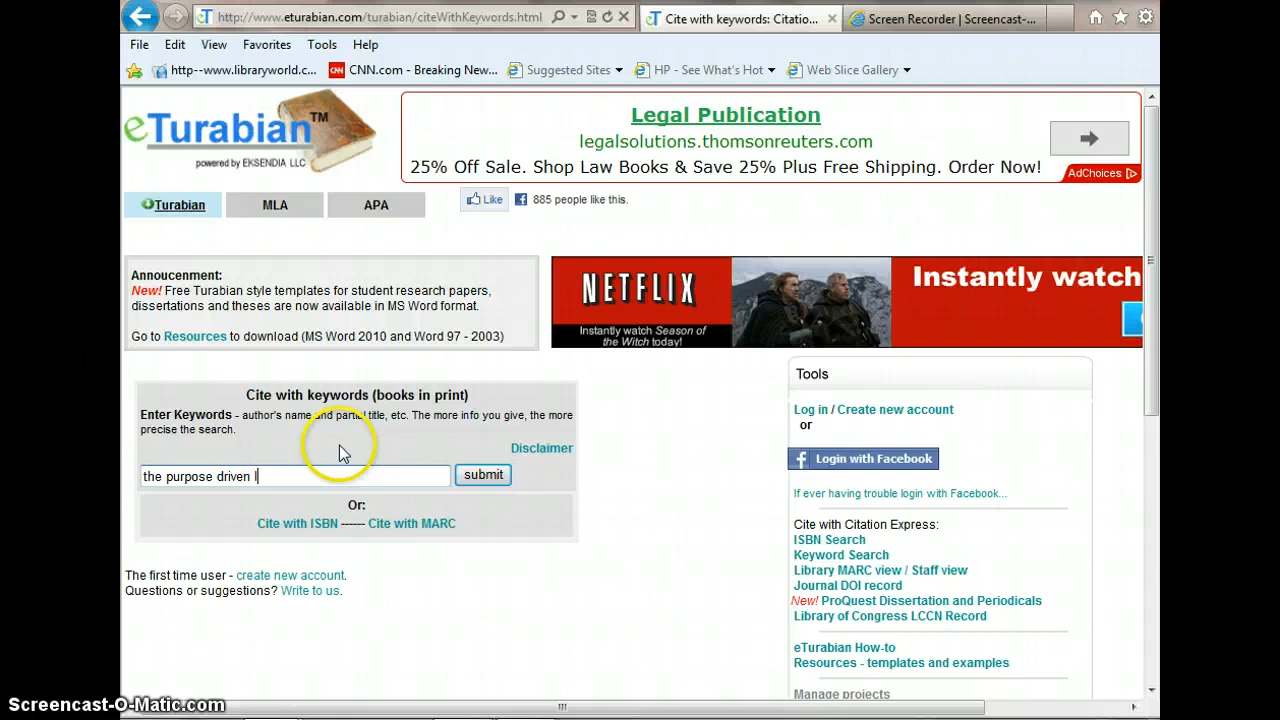 http://www.eturabian.com/turabian/citeWithKeywords.html
Cite with keywords: Citatio...
Screen Recorder | Screencast-...
File Edit View Favorites Tools Help
http--www.libraryworld.c...
CNN.com - Breaking New...
Suggested Sites
HP - See What's Hot
Web Slice Gallery
eTurabian™
powered by EKSENDIA LLC
Legal Publication
legalsolutions.thomsonreuters.com
25% Off Sale. Shop Law Books & Save 25% Plus Free Shipping. Order Now!
AdChoices
Turabian MLA APA
Like 885 people like this.
Annoucenment:
New! Free Turabian style templates for student research papers,
dissertations and theses are now available in MS Word format.
Go to Resources to download (MS Word 2010 and Word 97 - 2003)
NETFLIX
Instantly watch Season of
the Witch today!
Instantly watch
Cite with keywords (books in print)
Enter Keywords - author's name and partial title, etc. The more info you give, the more
precise the search.
Disclaimer
the purpose driven l
submit
Or:
Cite with ISBN ------ Cite with MARC
The first time user - create new account.
Questions or suggestions? Write to us.
Tools
Log in / Create new account
or
Login with Facebook
If ever having trouble login with Facebook...
Cite with Citation Express:
ISBN Search
Keyword Search
Library MARC view / Staff view
Journal DOI record
New! ProQuest Dissertation and Periodicals
Library of Congress LCCN Record
eTurabian How-to
Resources - templates and examples
Manage projects
Screencast-O-Matic.com